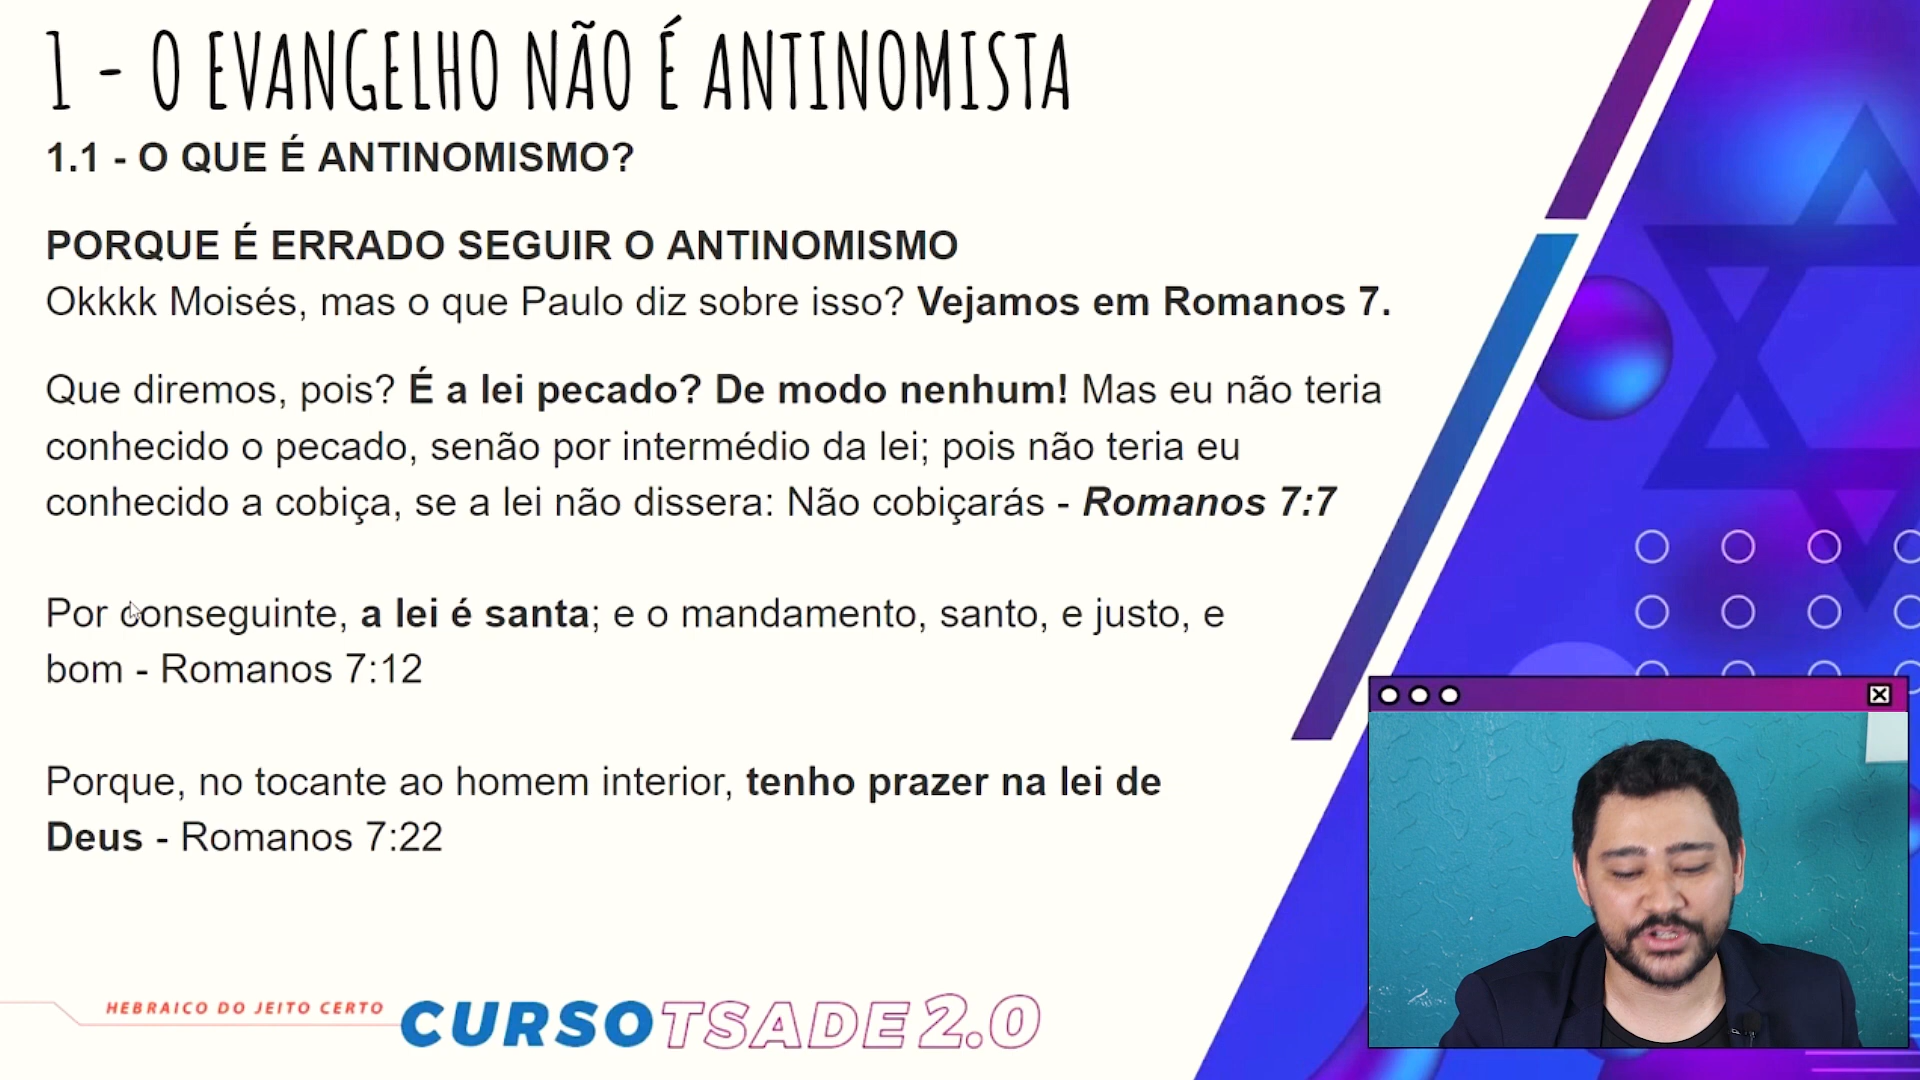 1 - O EVANGELHO NÃO É ANTINOMISTA
1.1 - O QUE É ANTINOMISMO?
PORQUE É ERRADO SEGUIR O ANTINOMISMO
Okkkk Moisés, mas o que Paulo diz sobre isso? Vejamos em Romanos 7.
Que diremos, pois? É a lei pecado? De modo nenhum! Mas eu não teria
conhecido o pecado, senão por intermédio da lei; pois não teria eu
conhecido a cobiça, se a lei não dissera: Não cobiçarás - Romanos 7:7
Por conseguinte, a lei é santa; e o mandamento, santo, e justo, e
bom - Romanos 7:12
Porque, no tocante ao homem interior, tenho prazer na lei de
Deus - Romanos 7:22
HEBRAICO DO JEITO CERTO
CURSO TSADE 2.0